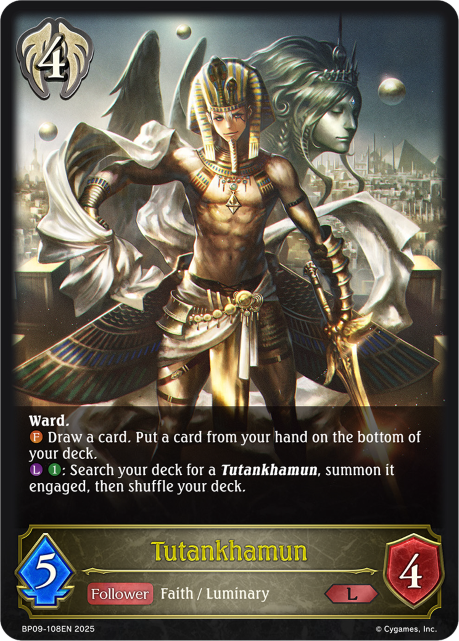 4
Ward.
F Draw a card. Put a card from your hand on the bottom of
your deck.
L 1: Search your deck for a Tutankhamun, summon it
engaged, then shuffle your deck.
Tutankhamun
5
Follower Faith / Luminary L
4
BP09-108EN 2025 © Cygames, Inc.